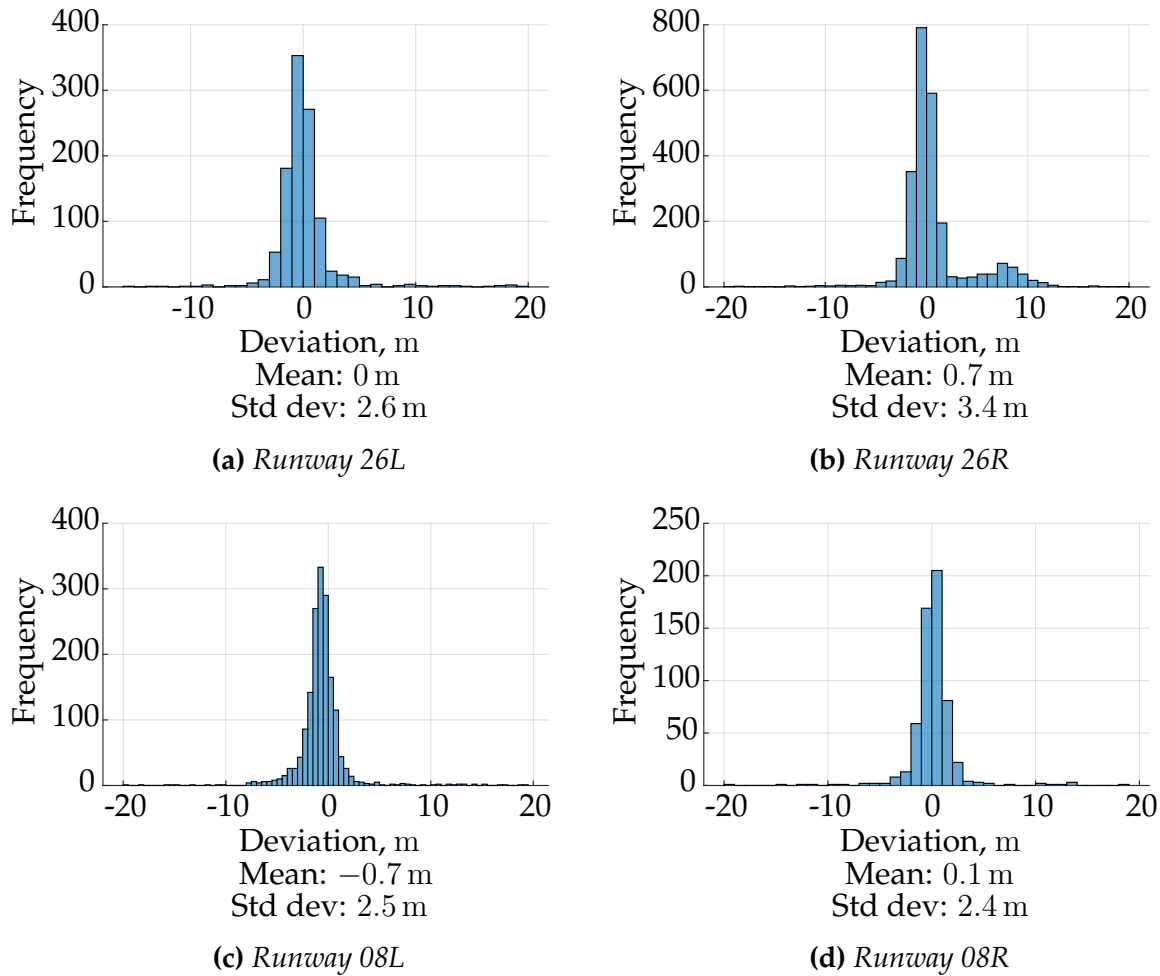 400
300
200
100
0
Frequency
-10
0
10
20
Deviation, m
Mean: 0 m
Std dev: 2.6 m
(a) Runway 26L
800
600
400
200
0
Frequency
-20
-10
0
10
20
Deviation, m
Mean: 0.7 m
Std dev: 3.4 m
(b) Runway 26R
400
300
200
100
0
Frequency
-20
-10
0
10
20
Deviation, m
Mean: −0.7 m
Std dev: 2.5 m
(c) Runway 08L
250
200
150
100
50
0
Frequency
-20
-10
0
10
20
Deviation, m
Mean: 0.1 m
Std dev: 2.4 m
(d) Runway 08R